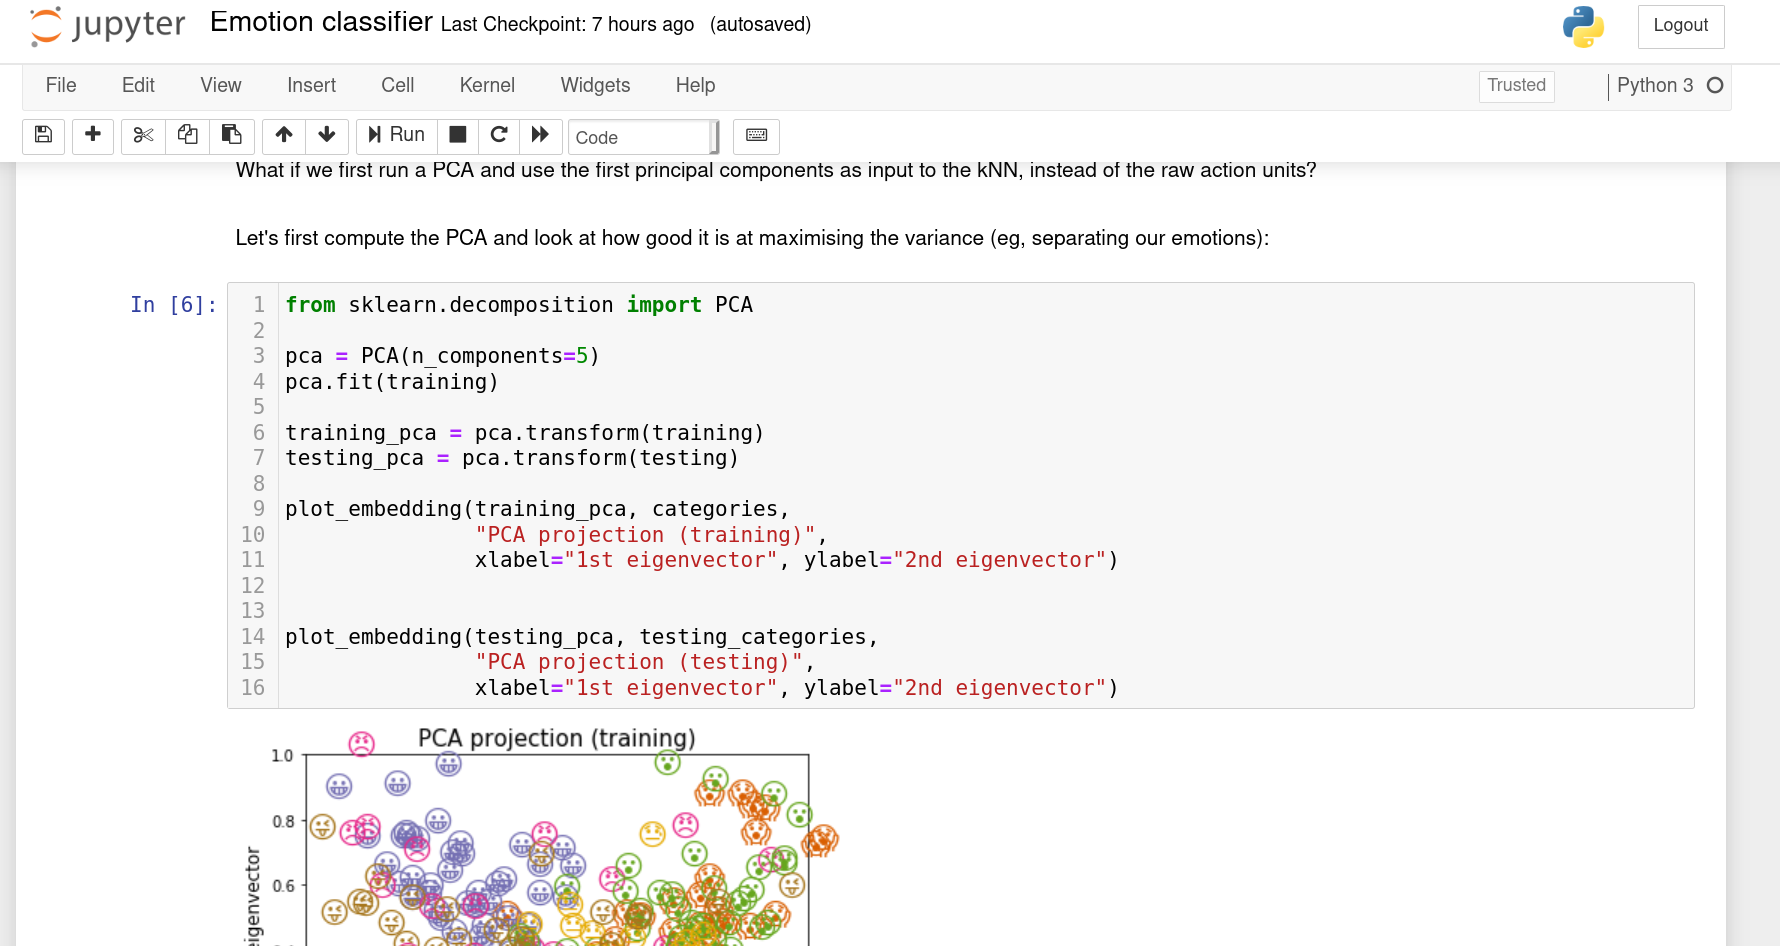 jupyter Emotion classifier Last Checkpoint: 7 hours ago (autosaved) Logout
File Edit View Insert Cell Kernel Widgets Help Trusted Python 3
Run Code
What if we first run a PCA and use the first principal components as input to the kNN, instead of the raw action units?
Let's first compute the PCA and look at how good it is at maximising the variance (eg, separating our emotions):
In [6]:
1 from sklearn.decomposition import PCA
2
3 pca = PCA(n_components=5)
4 pca.fit(training)
5
6 training_pca = pca.transform(training)
7 testing_pca = pca.transform(testing)
8
9 plot_embedding(training_pca, categories,
10 "PCA projection (training)",
11 xlabel="1st eigenvector", ylabel="2nd eigenvector")
12
13
14 plot_embedding(testing_pca, testing_categories,
15 "PCA projection (testing)",
16 xlabel="1st eigenvector", ylabel="2nd eigenvector")
PCA projection (training)
1.0
0.8
0.6
eigenvector